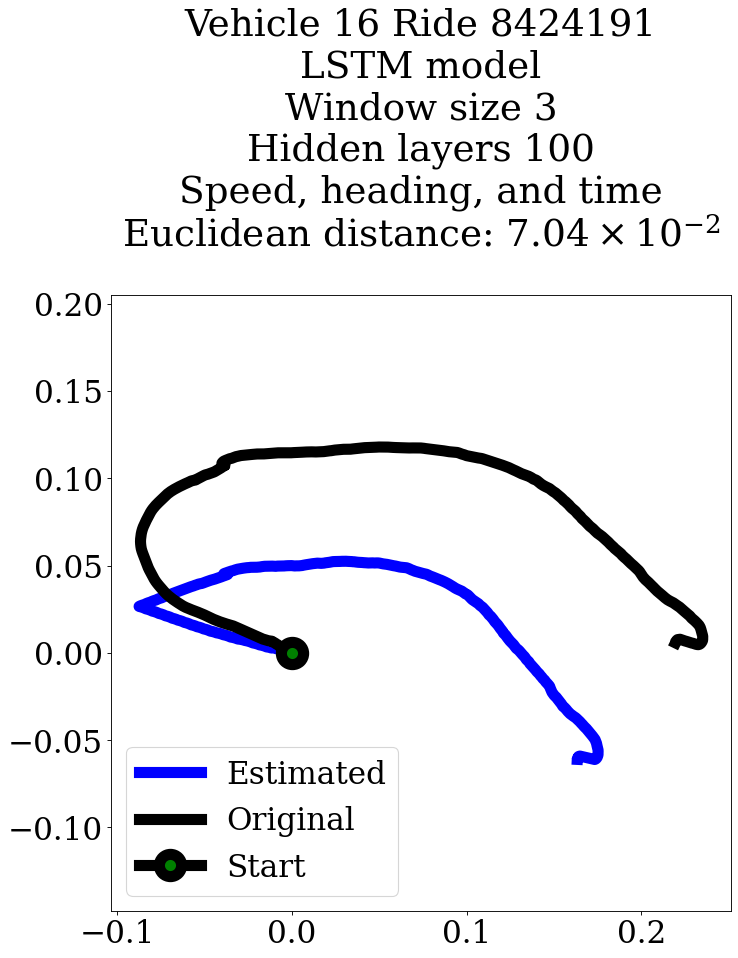 Vehicle 16 Ride 8424191
LSTM model
Window size 3
Hidden layers 100
Speed, heading, and time
Euclidean distance: 7.04 × 10⁻²
0.20
0.15
0.10
0.05
0.00
−0.05
−0.10
Estimated
Original
Start
−0.1
0.0
0.1
0.2